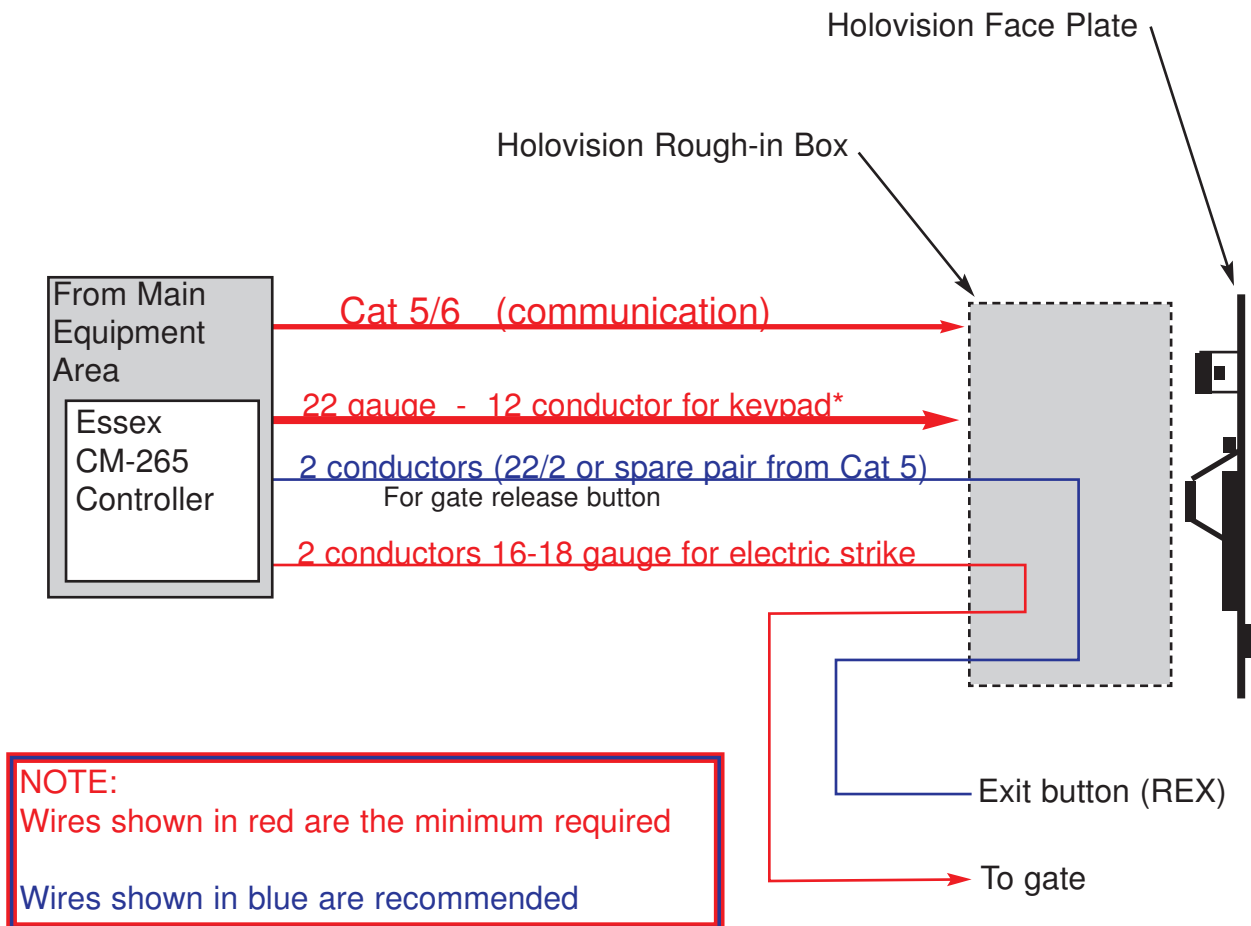 Holovision Face Plate
Holovision Rough-in Box
From Main
Equipment
Area
Essex
CM-265
Controller
Cat 5/6 (communication)
22 gauge - 12 conductor for keypad*
2 conductors (22/2 or spare pair from Cat 5)
For gate release button
2 conductors 16-18 gauge for electric strike
Exit button (REX)
To gate
NOTE:
Wires shown in red are the minimum required
Wires shown in blue are recommended